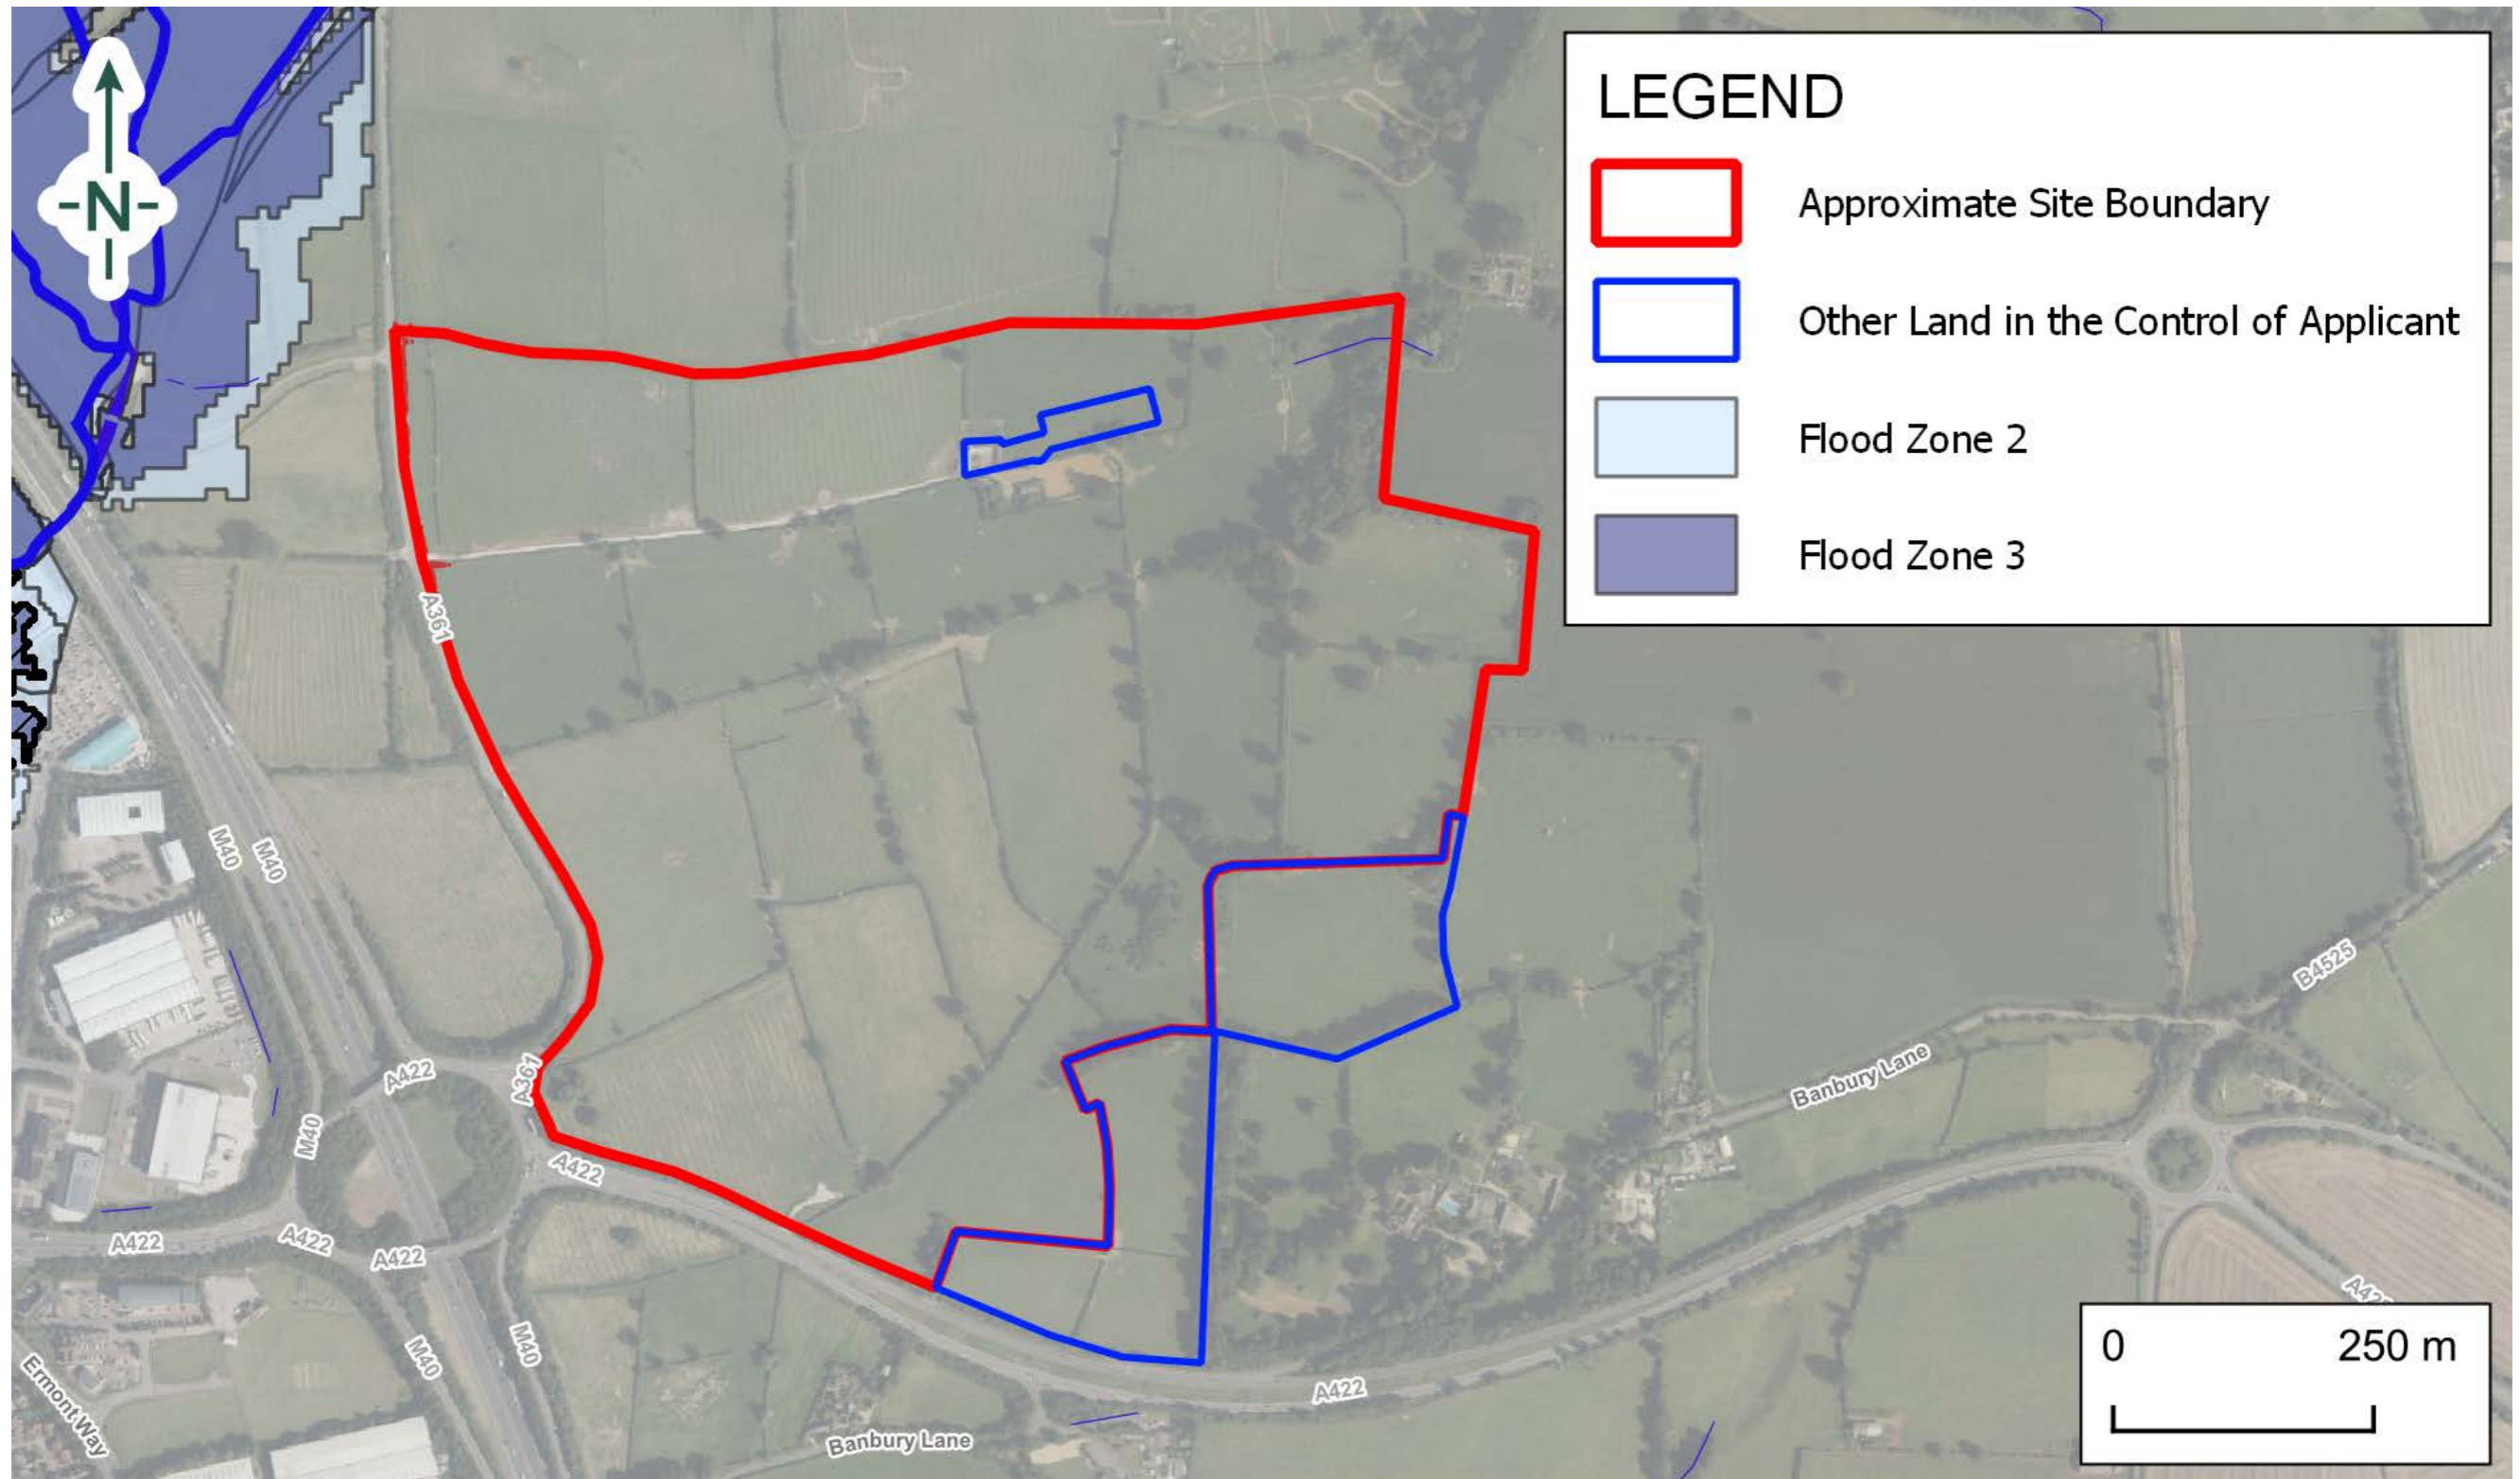 -N-
LEGEND
Approximate Site Boundary
Other Land in the Control of Applicant
Flood Zone 2
Flood Zone 3
A361
M40
M40
B4525
A361
A422
Banbury Lane
M40
A422
A422
A422
A422
M40
M40
A422
Ermont Way
Banbury Lane
0 250 m